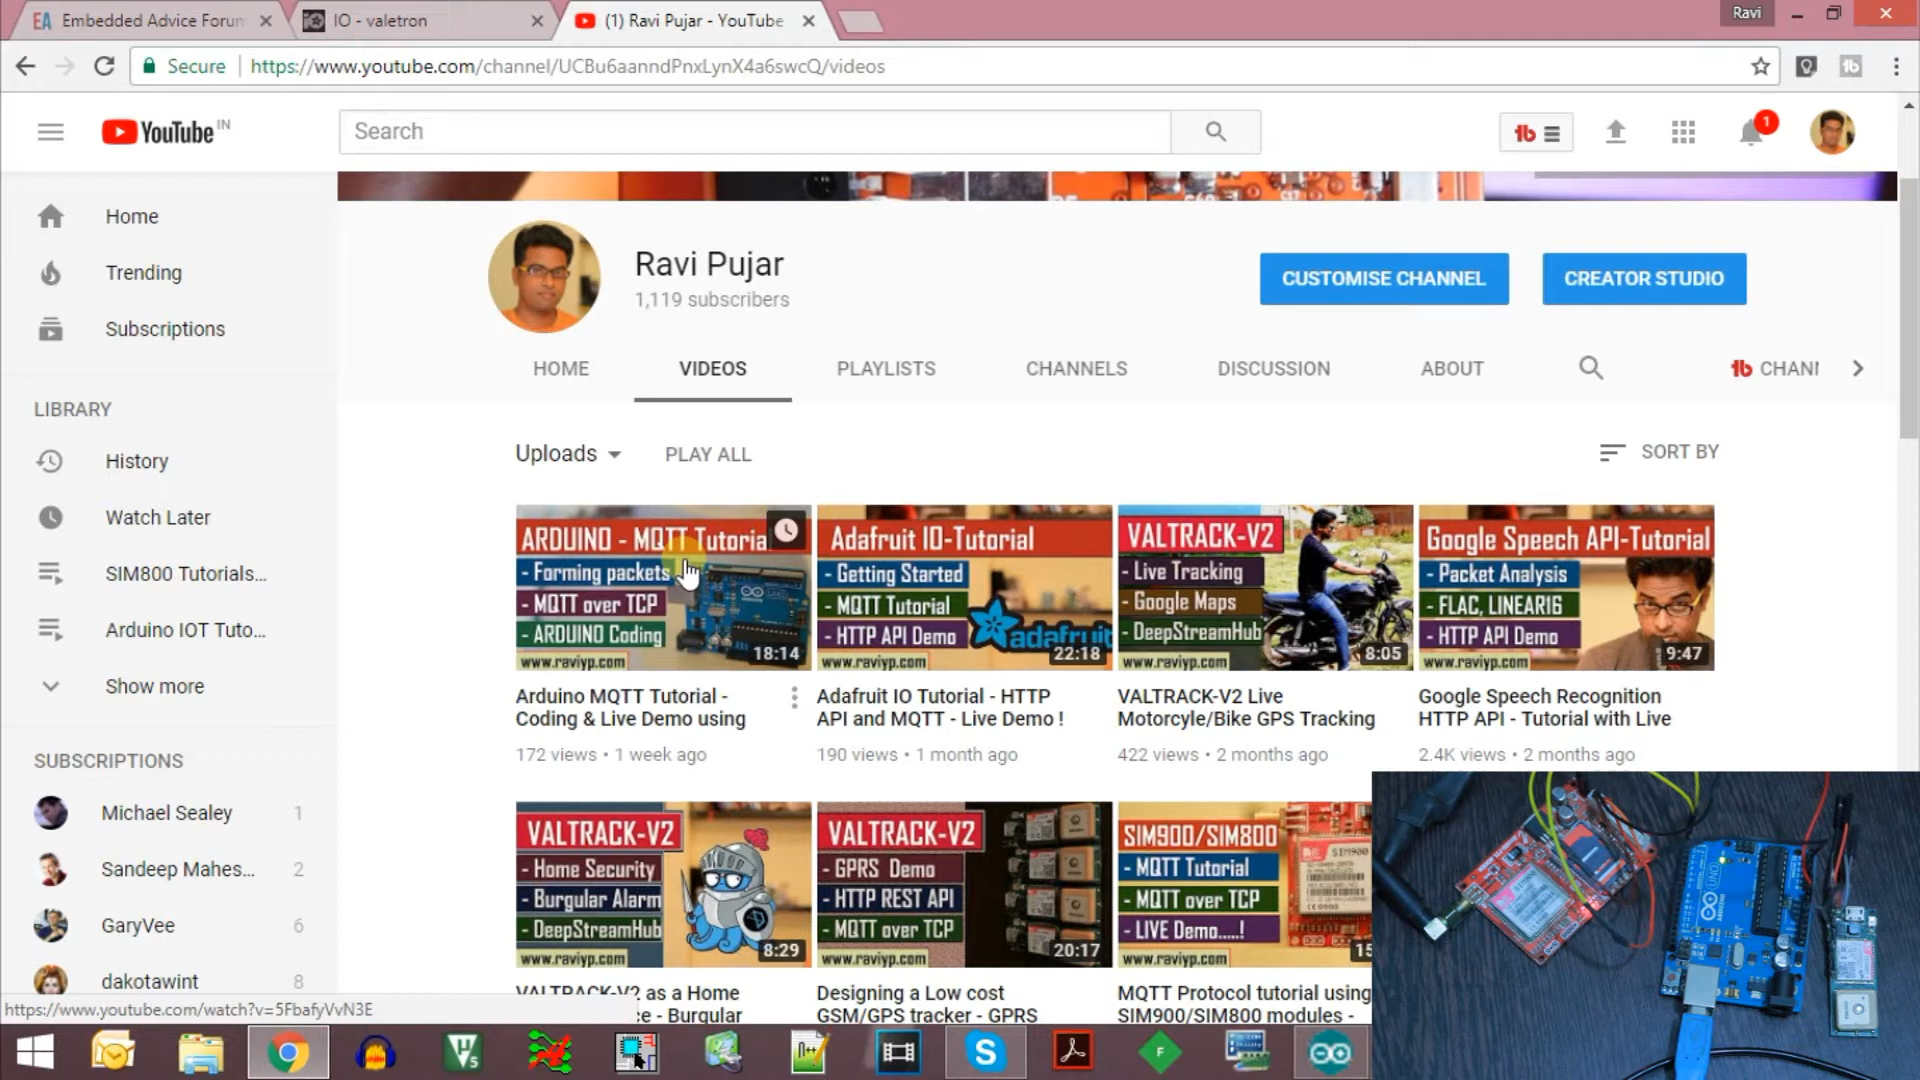 Embedded Advice Forum
IO - valetron
(1) Ravi Pujar - YouTube
Ravi
Secure
https://www.youtube.com/channel/UCBu6aanndPnxLynX4a6swcQ/videos
YouTube IN
Search
1
Home
Trending
Subscriptions
LIBRARY
History
Watch Later
SIM800 Tutorials...
Arduino IOT Tuto...
Show more
SUBSCRIPTIONS
Michael Sealey 1
Sandeep Mahes... 2
GaryVee 6
dakotawint 8
Ravi Pujar
1,119 subscribers
CUSTOMISE CHANNEL
CREATOR STUDIO
HOME VIDEOS PLAYLISTS CHANNELS DISCUSSION ABOUT CHANN
Uploads PLAY ALL SORT BY
ARDUINO - MQTT Tutoria
- Forming packets
- MQTT over TCP
- ARDUINO Coding
www.raviyp.com
18:14
Arduino MQTT Tutorial -
Coding & Live Demo using
172 views • 1 week ago
Adafruit IO-Tutorial
- Getting Started
- MQTT Tutorial
- HTTP API Demo
adafruit
www.raviyp.com
22:18
Adafruit IO Tutorial - HTTP
API and MQTT - Live Demo !
190 views • 1 month ago
VALTRACK-V2
- Live Tracking
- Google Maps
- DeepStreamHub
www.raviyp.com
8:05
VALTRACK-V2 Live
Motorcyle/Bike GPS Tracking
422 views • 2 months ago
Google Speech API-Tutorial
- Packet Analysis
- FLAC, LINEAR16
- HTTP API Demo
www.raviyp.com
9:47
Google Speech Recognition
HTTP API - Tutorial with Live
2.4K views • 2 months ago
VALTRACK-V2
- Home Security
- Burgular Alarm
- DeepStreamHub
www.raviyp.com
8:29
VALTRACK-V2 as a Home
ce - Burgular
VALTRACK-V2
- GPRS Demo
- HTTP REST API
- MQTT over TCP
www.raviyp.com
20:17
Designing a Low cost
GSM/GPS tracker - GPRS
SIM900/SIM800
- MQTT Tutorial
- MQTT over TCP
- LIVE Demo.....!
www.raviyp.com
SIM900
15
MQTT Protocol tutorial using
SIM900/SIM800 modules -
https://www.youtube.com/watch?v=5FbafyVvN3E
UNO